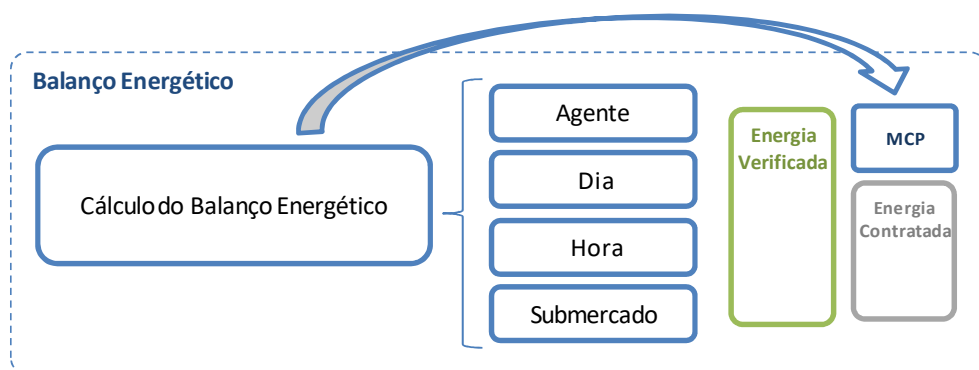 Balanço Energético
Cálculo do Balanço Energético
Agente
Dia
Hora
Submercado
Energia
Verificada
MCP
Energia
Contratada